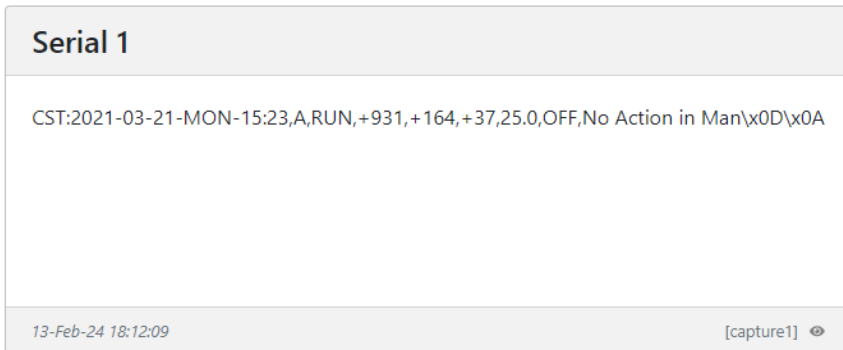 Serial 1
CST:2021-03-21-MON-15:23,A,RUN,+931,+164,+37,25.0,OFF,No Action in Man\x0D\x0A
13-Feb-24 18:12:09
[capture1]